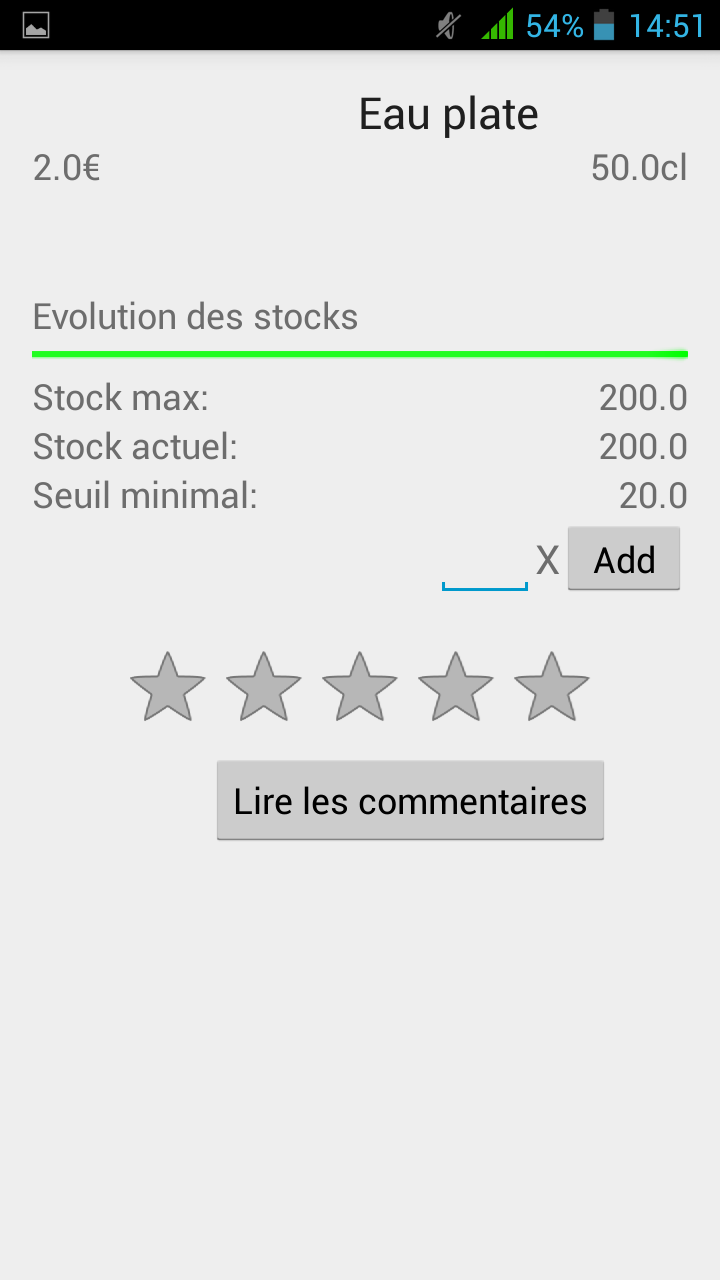 54% 14:51
Eau plate
2.0€ 50.0cl
Evolution des stocks
Stock max: 200.0
Stock actuel: 200.0
Seuil minimal: 20.0
X Add
Lire les commentaires